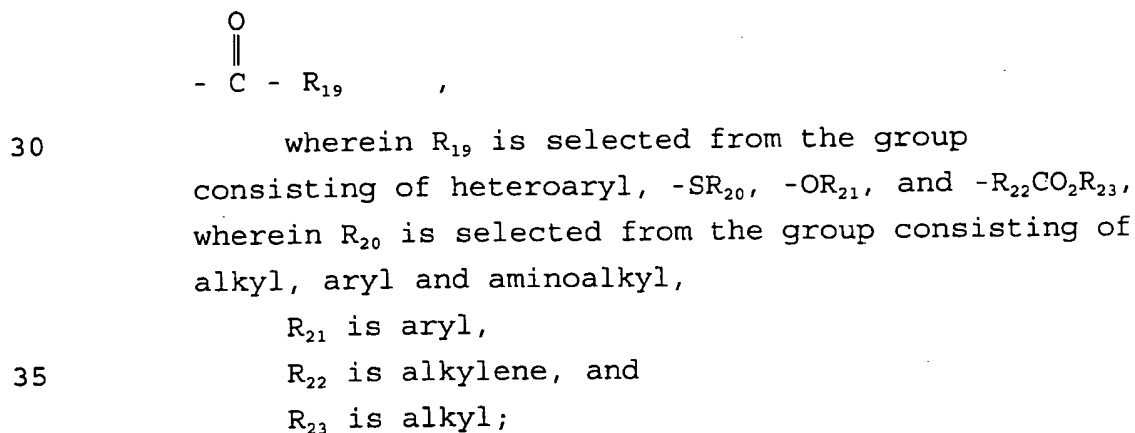 O
||
- C - R₁₉ ,
30 wherein R₁₉ is selected from the group
consisting of heteroaryl, -SR₂₀, -OR₂₁, and -R₂₂CO₂R₂₃,
wherein R₂₀ is selected from the group consisting of
alkyl, aryl and aminoalkyl,
R₂₁ is aryl,
35 R₂₂ is alkylene, and
R₂₃ is alkyl;